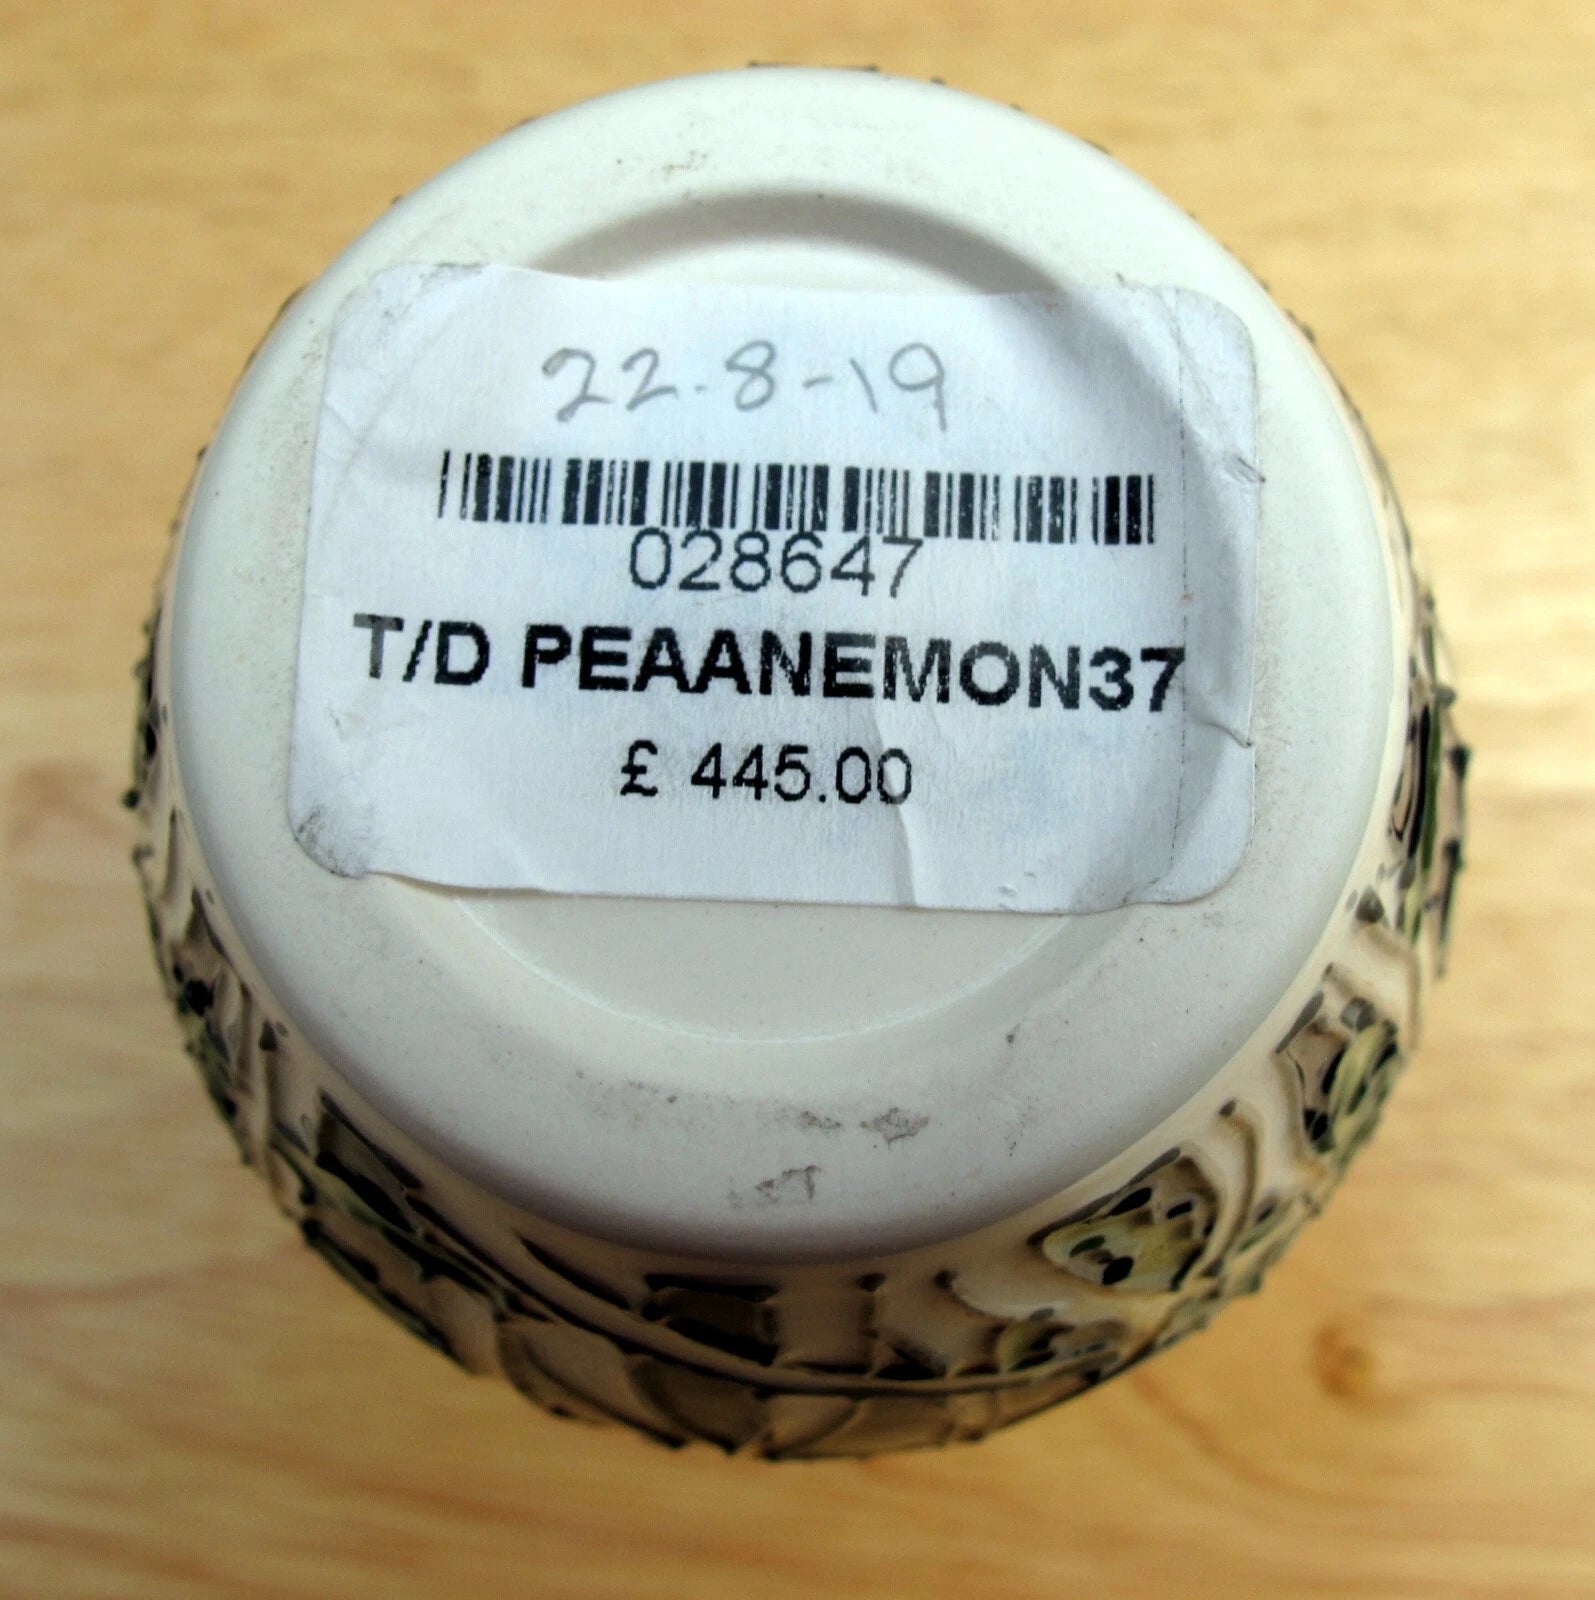 22.8-19
028647
T/D PEAANEMON37
£ 445.00